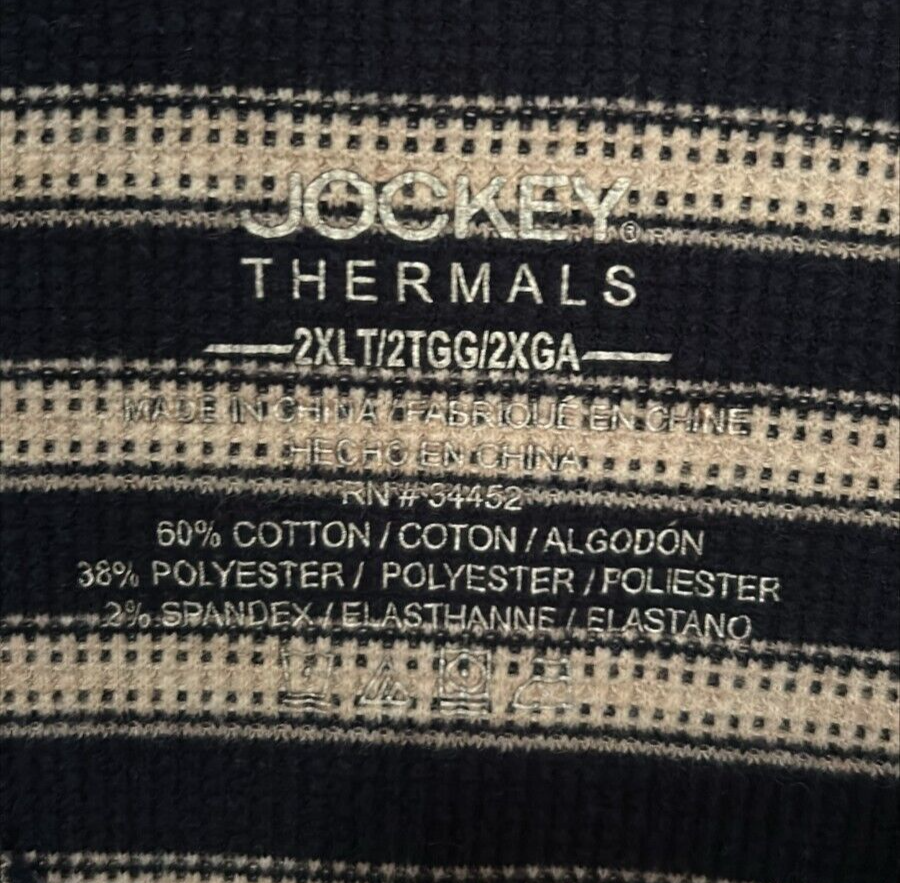 JOCKEY®
THERMALS
2XLT/2TGG/2XGA
MADE IN CHINA / FABRIQUÉ EN CHINE
HECHO EN CHINA
RN # 34452
60% COTTON / COTON / ALGODÓN
38% POLYESTER / POLYESTER / POLIESTER
2% SPANDEX / ELASTHANNE / ELASTANO